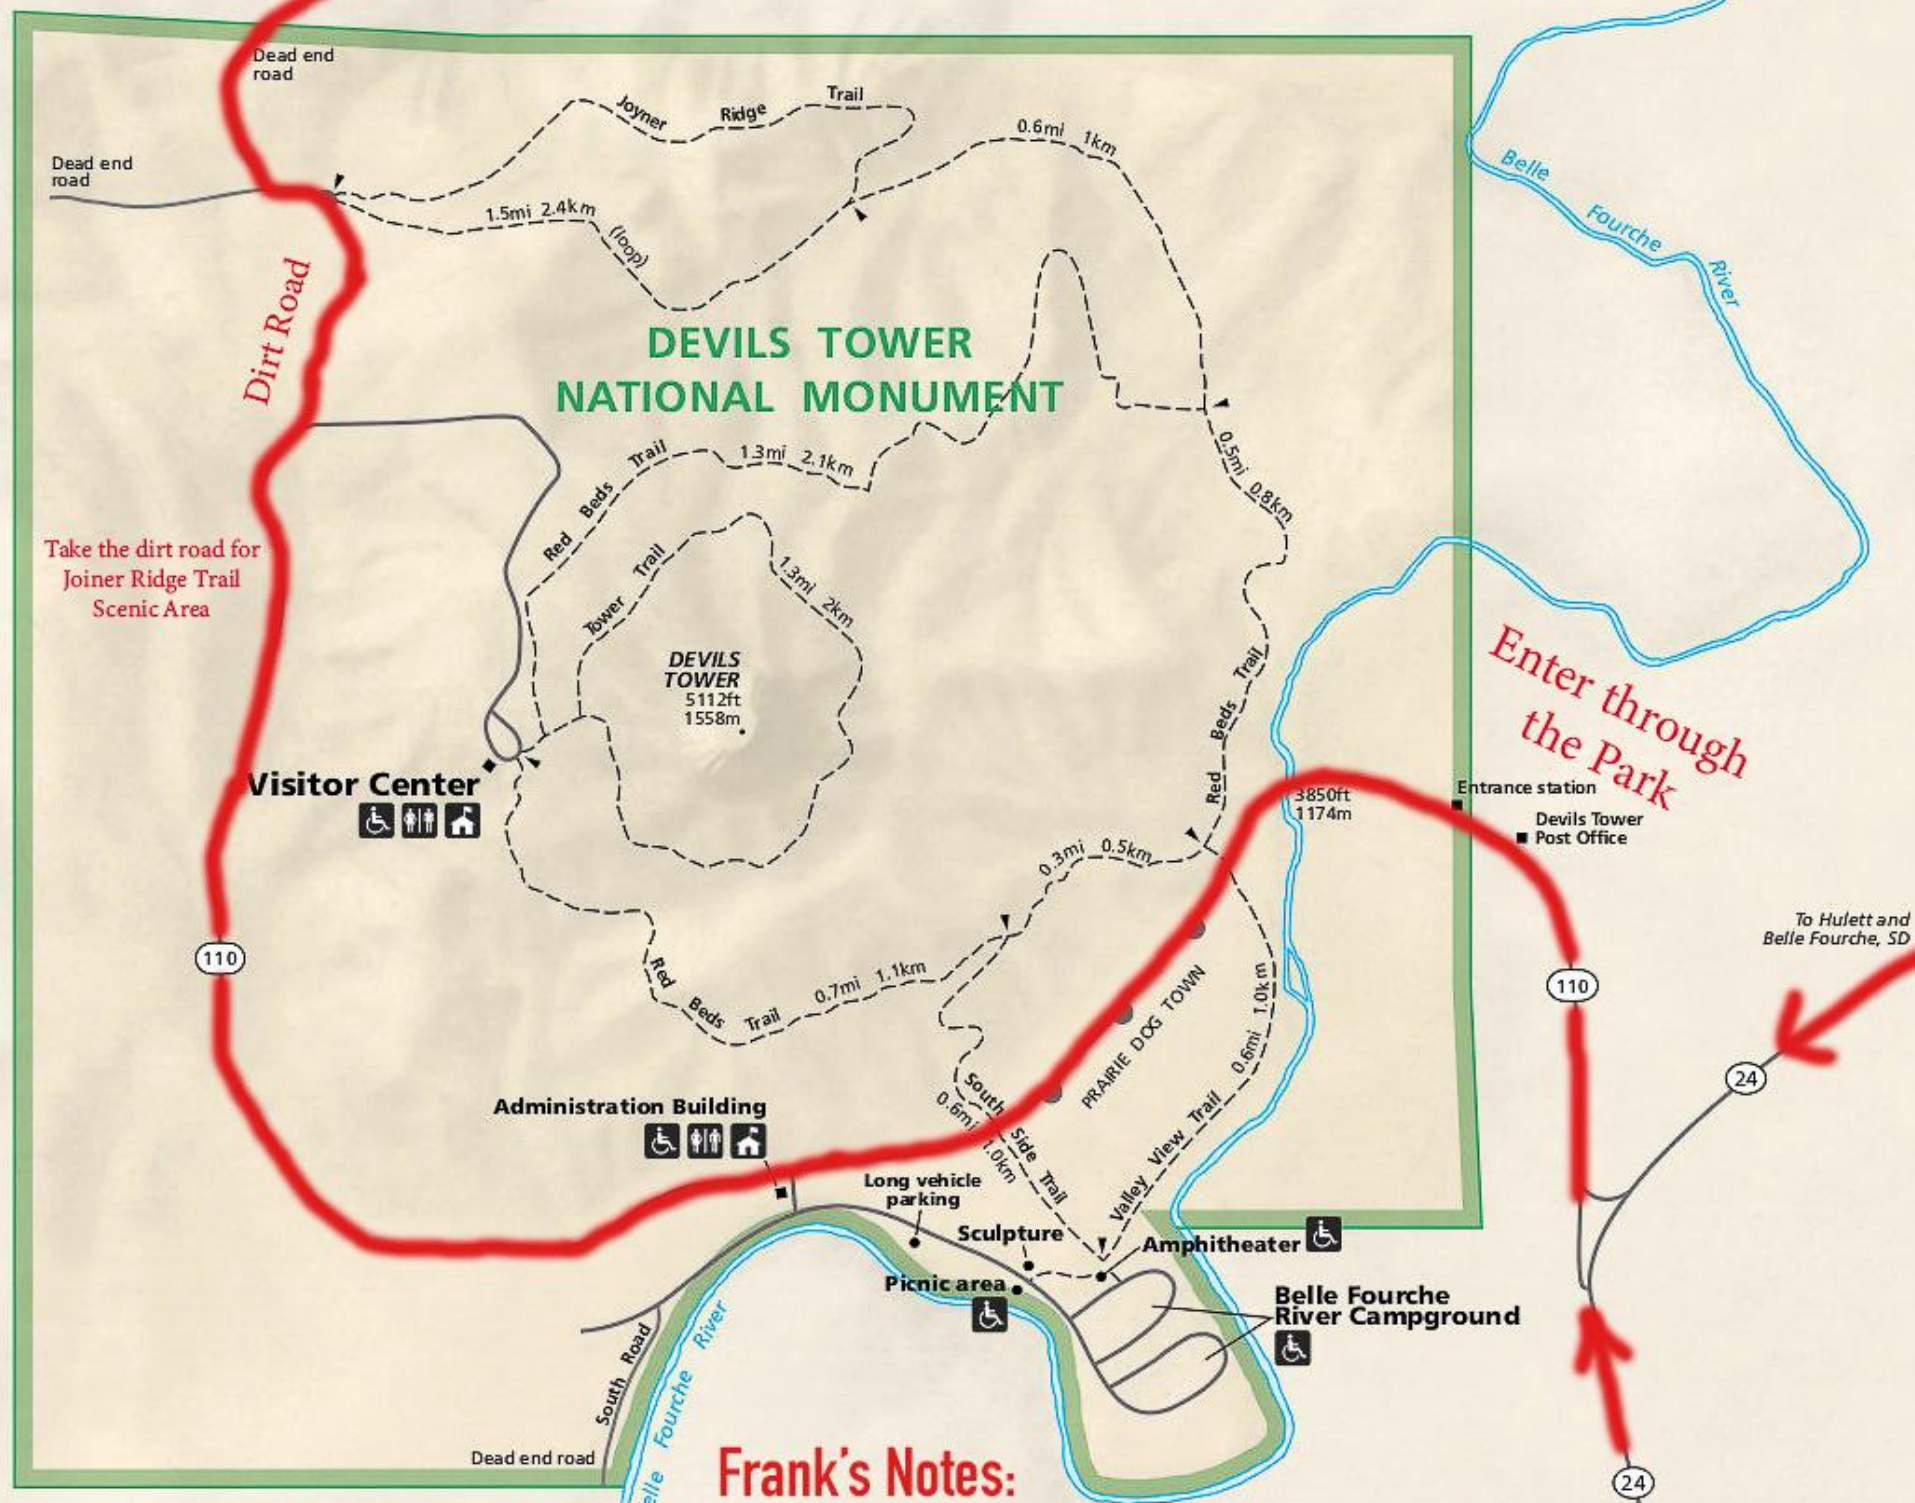 Dead end
road
Dead end
road
Joyner Ridge Trail
0.6mi 1km
1.5mi 2.4km
(loop)
Belle Fourche River
Dirt Road
DEVILS TOWER
NATIONAL MONUMENT
0.5mi 0.8km
Red Beds Trail
1.3mi 2.1km
Take the dirt road for
Joiner Ridge Trail
Scenic Area
Tower Trail
1.3mi 2km
DEVILS
TOWER
5112ft
1558m
Red Beds Trail
Enter through
the Park
Visitor Center
3850ft
1174m
Entrance station
Devils Tower
Post Office
0.3mi 0.5km
110
To Hulett and
Belle Fourche, SD
110
Red Beds Trail
0.7mi 1.1km
PRAIRIE DOG TOWN
0.6mi 1.0km
24
South Side Trail
0.6mi 1.0km
Valley View Trail
Administration Building
Long vehicle
parking
Sculpture
Amphitheater
Picnic area
Belle Fourche
River Campground
South Road
Belle Fourche River
Dead end road
Frank's Notes:
24